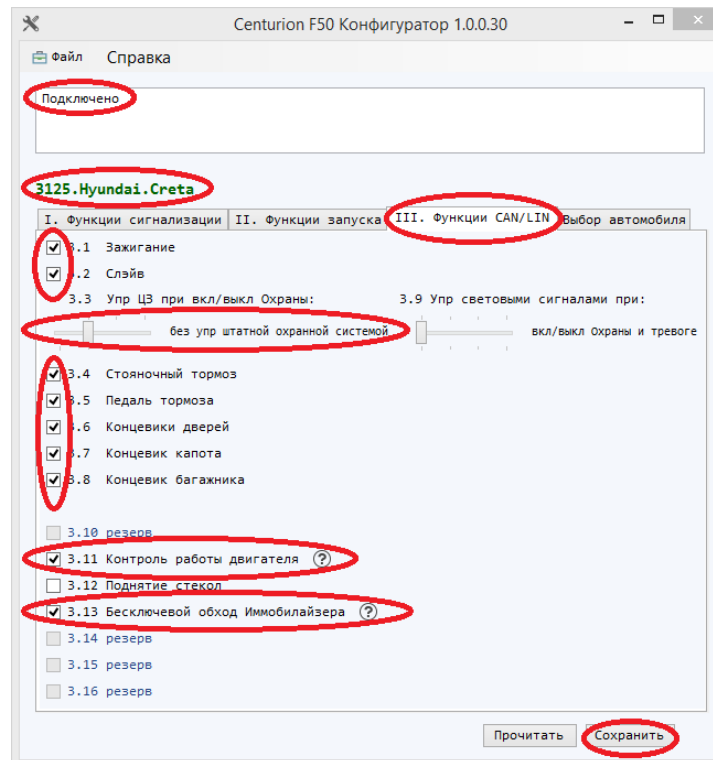 Centurion F50 Конфигуратор 1.0.0.30
Файл Справка
Подключено
3125.Hyundai.Creta
I. Функции сигнализации II. Функции запуска III. Функции CAN/LIN Выбор автомобиля
3.1 Зажигание
3.2 Слэйв
3.3 Упр ЦЗ при вкл/выкл Охраны: 3.9 Упр световыми сигналами при:
без упр штатной охранной системой вкл/выкл Охраны и тревоге
3.4 Стояночный тормоз
3.5 Педаль тормоза
3.6 Концевики дверей
3.7 Концевик капота
3.8 Концевик багажника
3.10 резерв
3.11 Контроль работы двигателя ?
3.12 Поднятие стекол
3.13 Бесключевой обход Иммобилайзера ?
3.14 резерв
3.15 резерв
3.16 резерв
Прочитать Сохранить